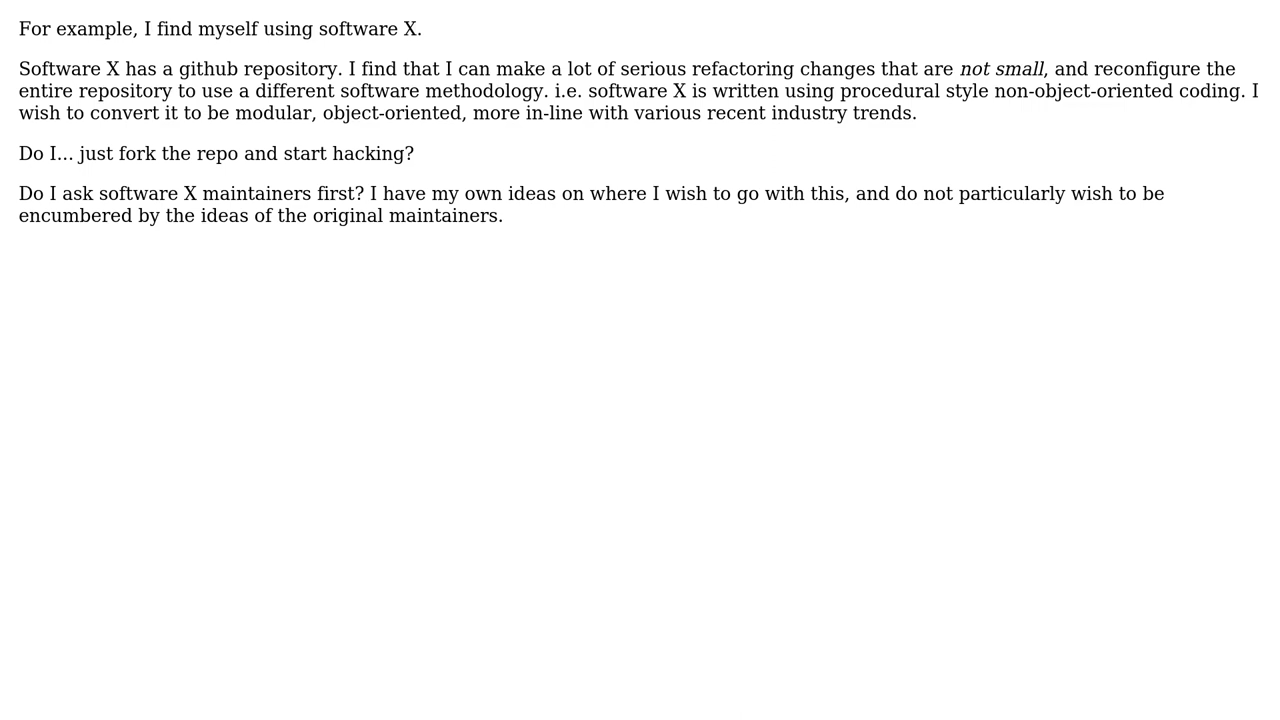 For example, I find myself using software X.
Software X has a github repository. I find that I can make a lot of serious refactoring changes that are not small, and reconfigure the
entire repository to use a different software methodology. i.e. software X is written using procedural style non-object-oriented coding. I
wish to convert it to be modular, object-oriented, more in-line with various recent industry trends.
Do I... just fork the repo and start hacking?
Do I ask software X maintainers first? I have my own ideas on where I wish to go with this, and do not particularly wish to be
encumbered by the ideas of the original maintainers.